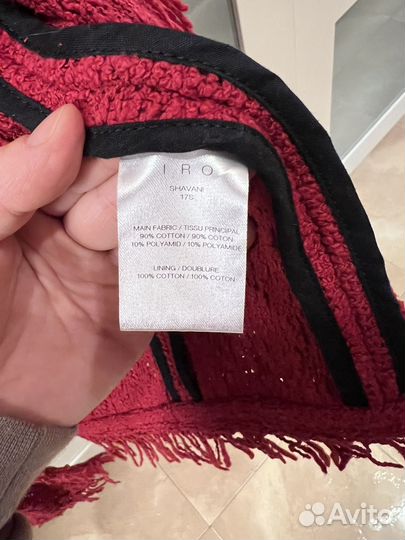 IRO
SHAVANI
17S
MAIN FABRIC / TISSU PRINCIPAL
90% COTTON / 90% COTON
10% POLYAMID / 10% POLYAMIDE
LINING / DOUBLURE
100% COTTON / 100% COTON
Avito